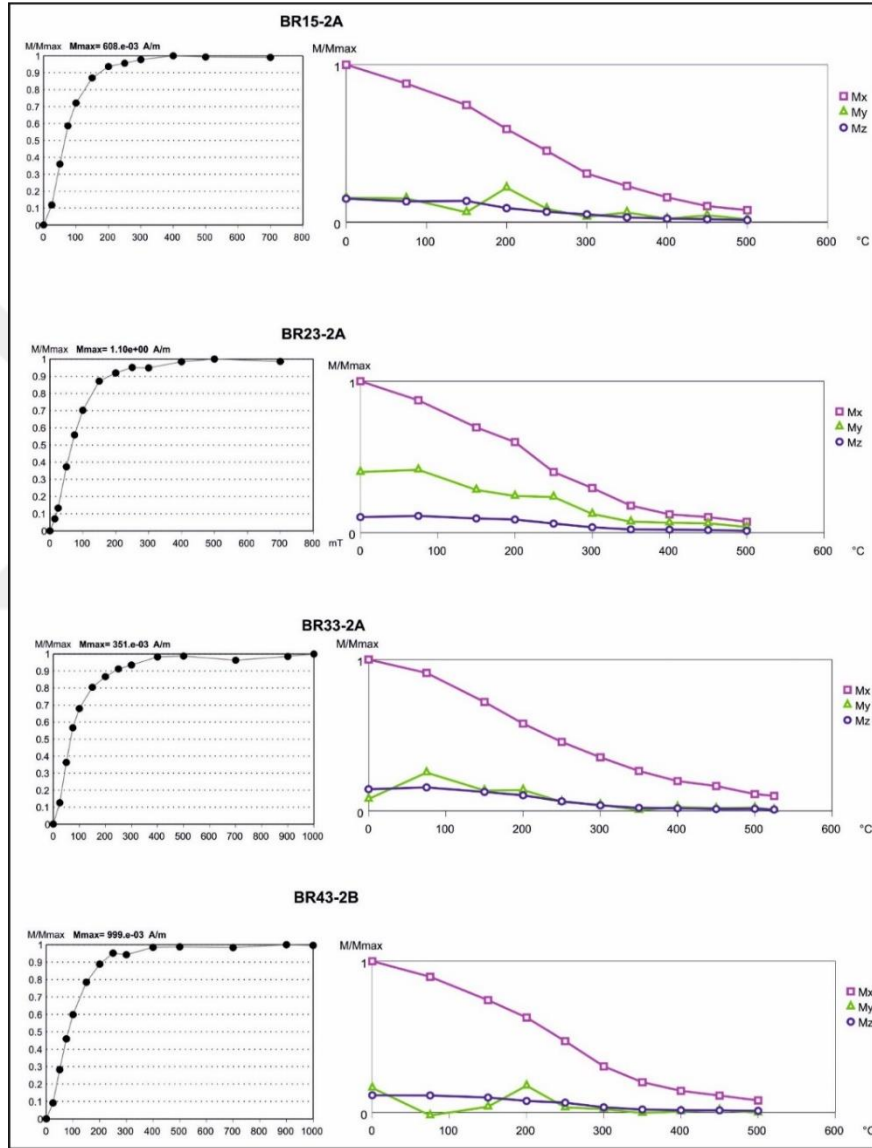 BR15-2A
M/Mmax Mmax= 608.e-03 A/m
1
0.9
0.8
0.7
0.6
0.5
0.4
0.3
0.2
0.1
0
0 100 200 300 400 500 600 700 800
M/Mmax
1
0
100 200 300 400 500 600 °C
Mx
My
Mz
BR23-2A
M/Mmax Mmax= 1.10e+00 A/m
1
0.9
0.8
0.7
0.6
0.5
0.4
0.3
0.2
0.1
0
0 100 200 300 400 500 600 700 800 mT
M/Mmax
1
0
0 100 200 300 400 500 600 °C
Mx
My
Mz
BR33-2A
M/Mmax Mmax= 351.e-03 A/m
1
0.9
0.8
0.7
0.6
0.5
0.4
0.3
0.2
0.1
0
0 100 200 300 400 500 600 700 800 900 1000
M/Mmax
1
0
0 100 200 300 400 500 600 °C
Mx
My
Mz
BR43-2B
M/Mmax Mmax= 999.e-03 A/m
1
0.9
0.8
0.7
0.6
0.5
0.4
0.3
0.2
0.1
0
0 100 200 300 400 500 600 700 800 900 1000
M/Mmax
1
0
0 100 200 300 400 500 600 °C
Mx
My
Mz